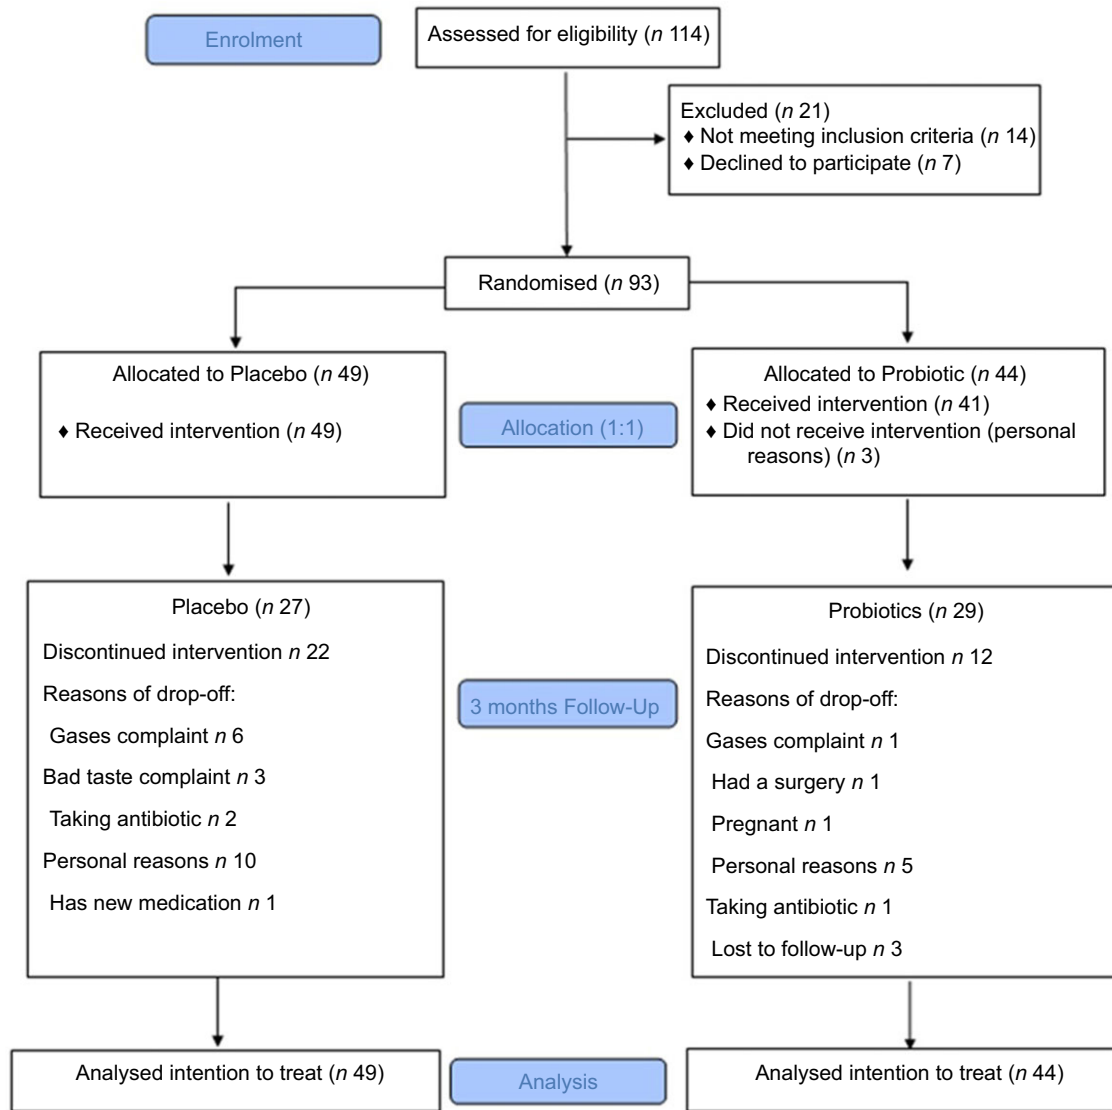 Enrolment
Assessed for eligibility (n 114)
Excluded (n 21)
♦ Not meeting inclusion criteria (n 14)
♦ Declined to participate (n 7)
Randomised (n 93)
Allocated to Placebo (n 49)
♦ Received intervention (n 49)
Allocation (1:1)
Allocated to Probiotic (n 44)
♦ Received intervention (n 41)
♦ Did not receive intervention (personal
reasons) (n 3)
Placebo (n 27)
Discontinued intervention n 22
Reasons of drop-off:
Gases complaint n 6
Bad taste complaint n 3
Taking antibiotic n 2
Personal reasons n 10
Has new medication n 1
3 months Follow-Up
Probiotics (n 29)
Discontinued intervention n 12
Reasons of drop-off:
Gases complaint n 1
Had a surgery n 1
Pregnant n 1
Personal reasons n 5
Taking antibiotic n 1
Lost to follow-up n 3
Analysed intention to treat (n 49)
Analysis
Analysed intention to treat (n 44)